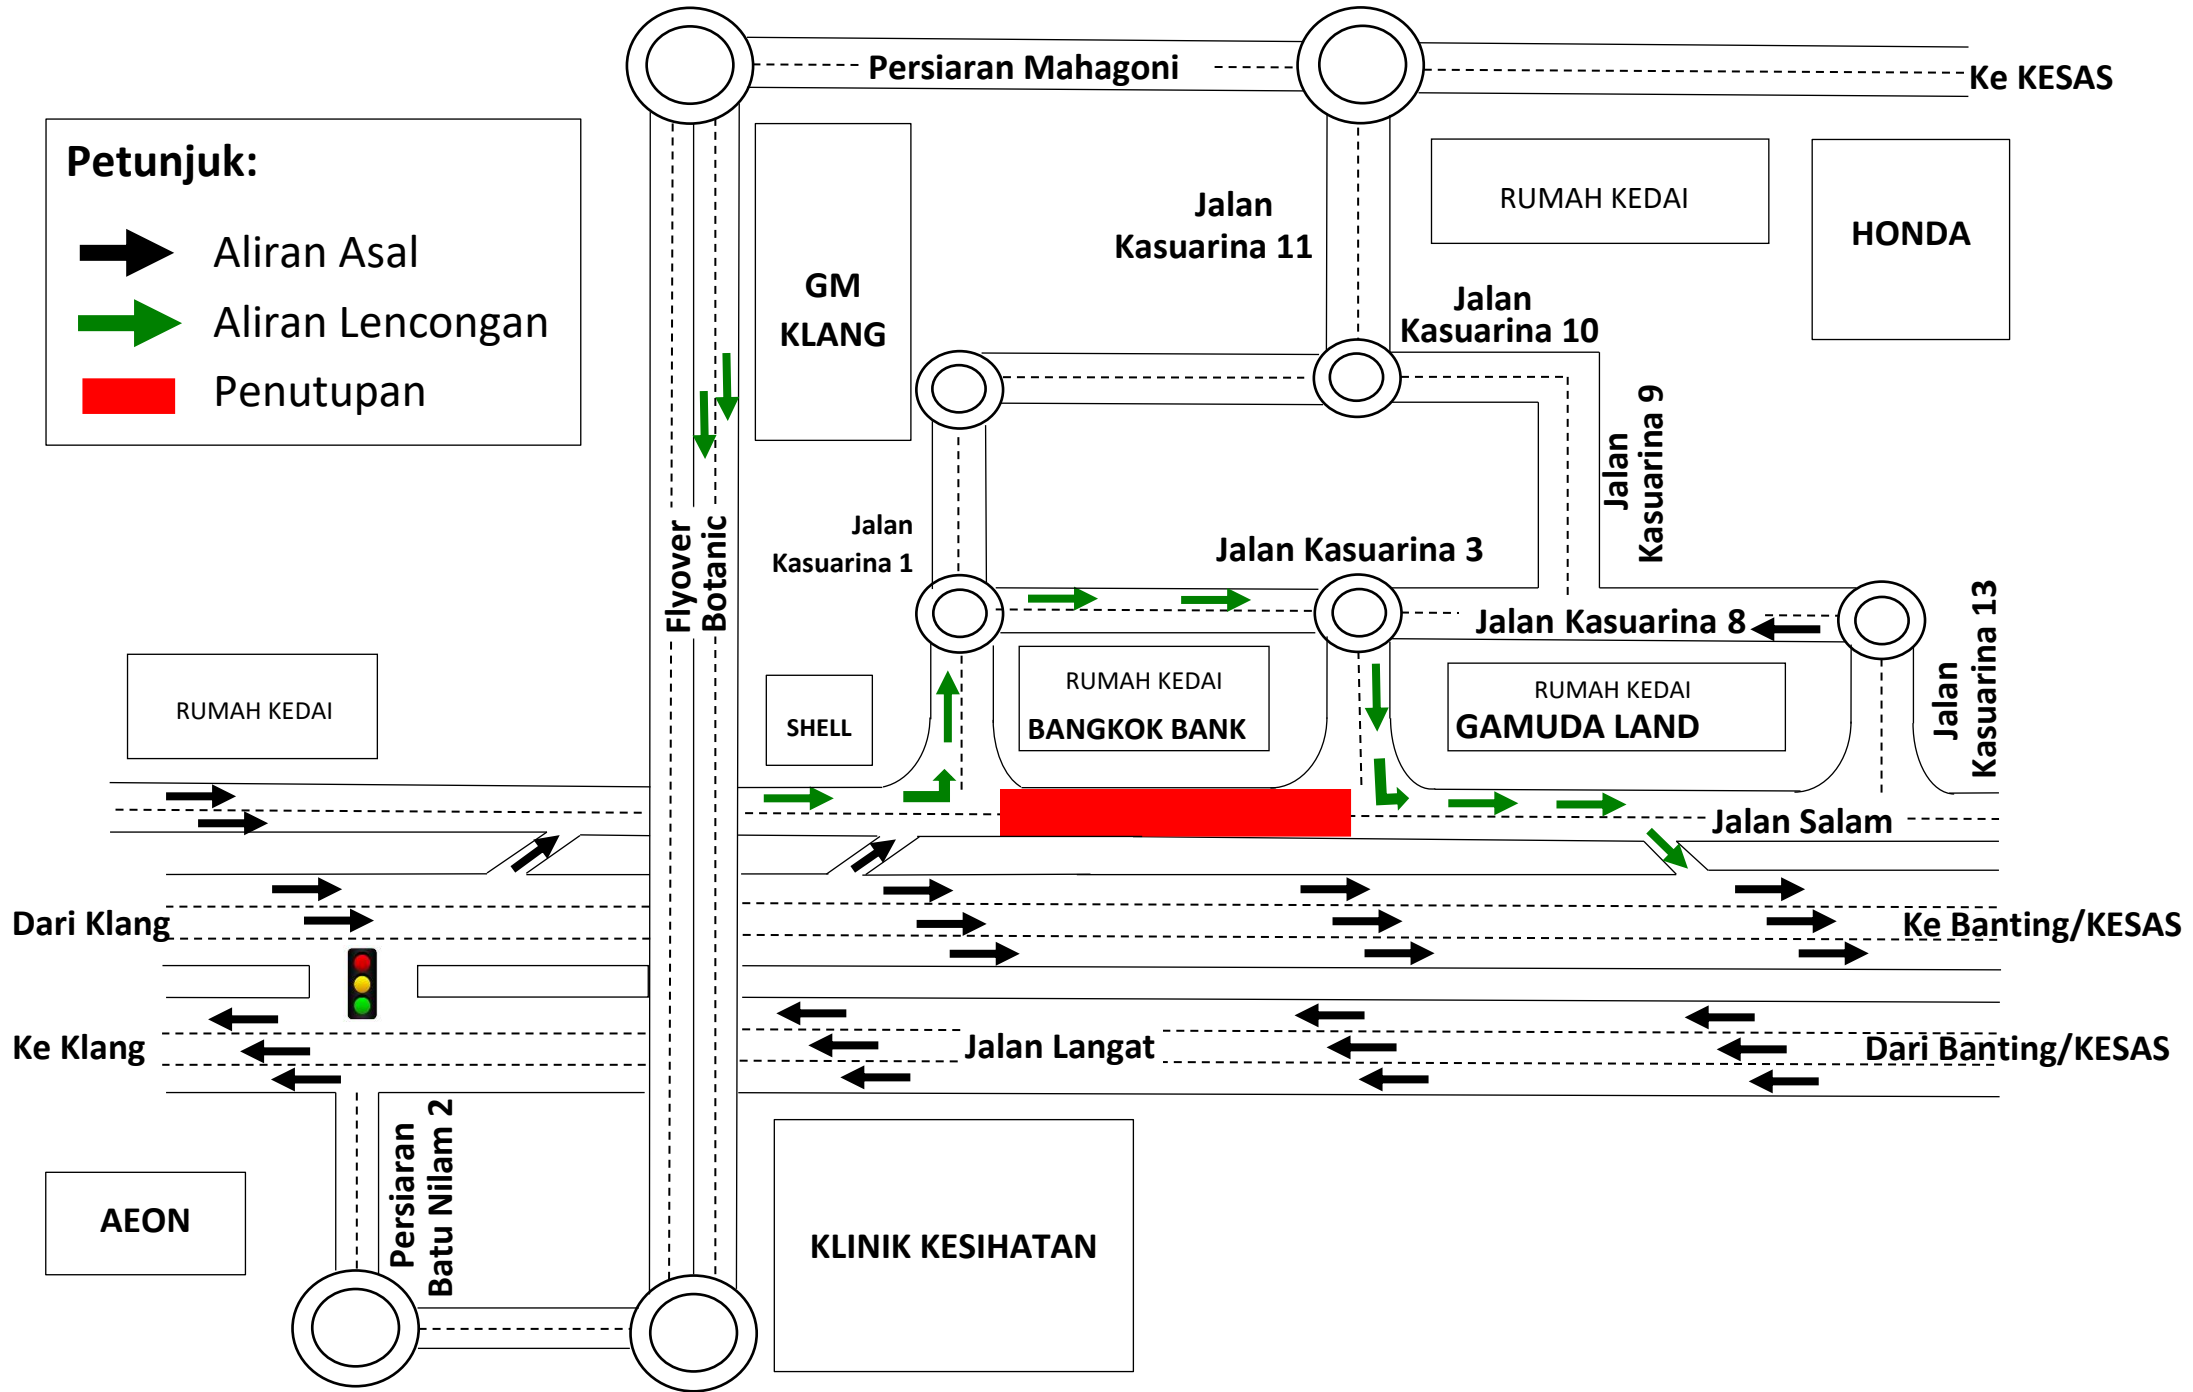 Persiaran Mahagoni
Ke KESAS
Petunjuk:
Aliran Asal
Aliran Lencongan
Penutupan
GM
KLANG
Jalan
Kasuarina 11
RUMAH KEDAI
HONDA
Jalan
Kasuarina 10
Jalan
Kasuarina 9
Flyover
Botanic
Jalan
Kasuarina 1
Jalan Kasuarina 3
Jalan Kasuarina 8
Jalan
Kasuarina 13
RUMAH KEDAI
SHELL
RUMAH KEDAI
BANGKOK BANK
RUMAH KEDAI
GAMUDA LAND
Jalan Salam
Dari Klang
Ke Banting/KESAS
Ke Klang
Jalan Langat
Dari Banting/KESAS
Persiaran
Batu Nilam 2
AEON
KLINIK KESIHATAN